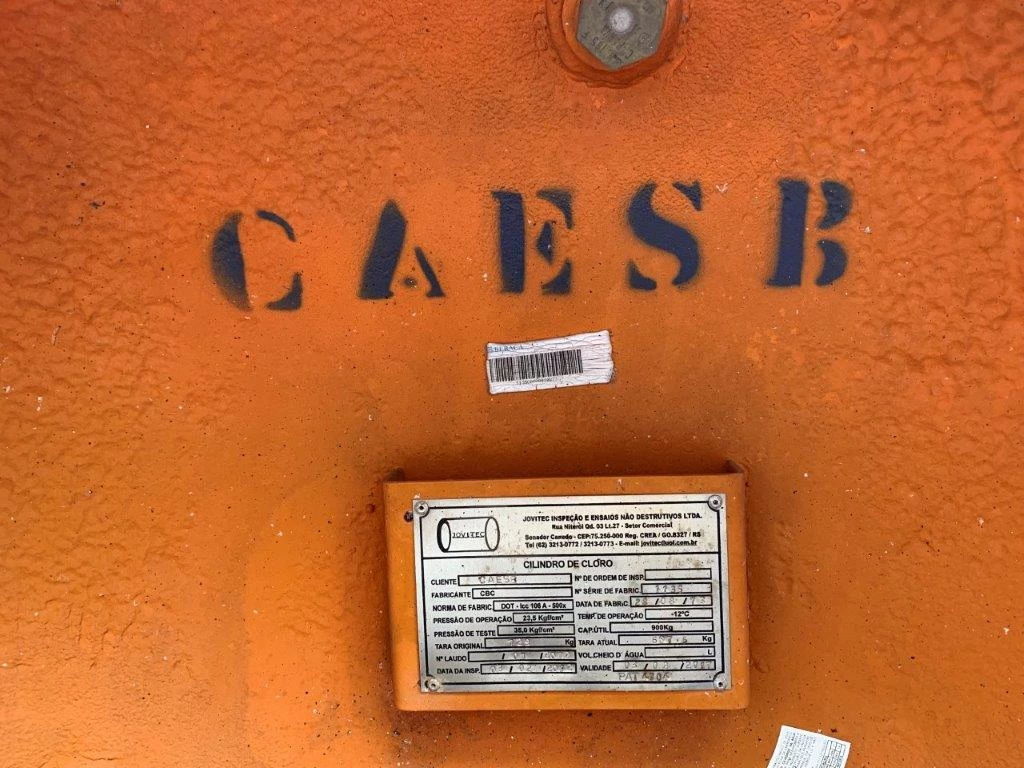 CAESB
JOVITEC
JOVITEC INSPEÇÃO E ENSAIOS NÃO DESTRUTIVOS LTDA.
Rua Niterói Qd. 03 Lt.27 - Setor Comercial
Senador Canedo - CEP:75.250-000 Reg. CREA / GO.8327 / RS
Tel (62) 3213-0772 / 3213-0773 - E-mail: jovitec@uol.com.br
CILINDRO DE CLORO
CLIENTE CAESB Nº DE ORDEM DE INSP.
FABRICANTE CBC Nº SÉRIE DE FABRIC.
NORMA DE FABRIC. DOT - Icc 106 A - 500x DATA DE FABRIC.
PRESSÃO DE OPERAÇÃO 23,5 Kgf/cm² TEMP. DE OPERAÇÃO -12°C
PRESSÃO DE TESTE 35,0 Kgf/cm² CAP. ÚTIL 900Kg
TARA ORIGINAL Kg TARA ATUAL Kg
Nº LAUDO VOL. CHEIO D´ ÁGUA L
DATA DA INSP. VALIDADE